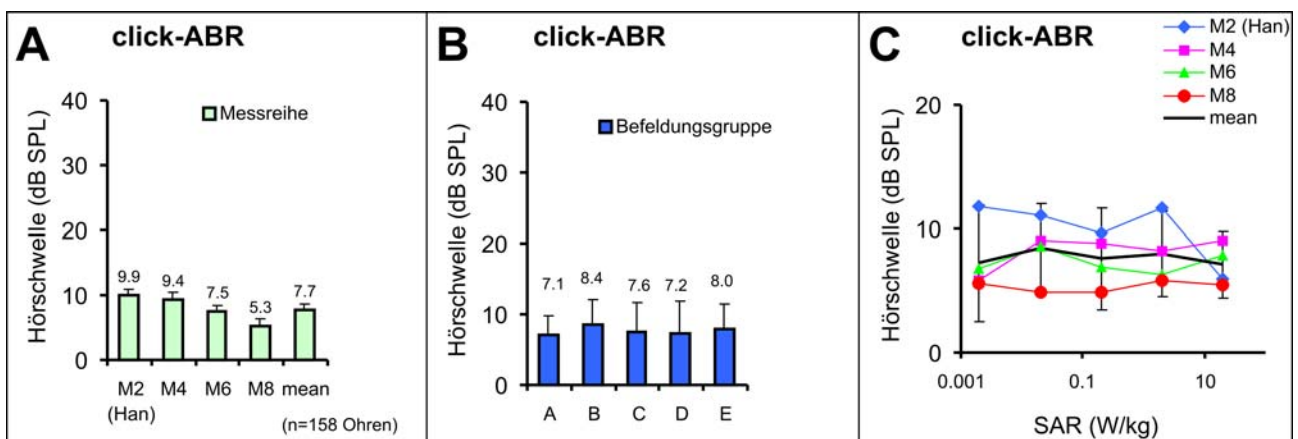 A click-ABR
Messreihe
Hörschwelle (dB SPL)
40
30
20
10
0
9.9 9.4 7.5 5.3 7.7
M2 M4 M6 M8 mean
(Han)
(n=158 Ohren)
B click-ABR
Befeldungsgruppe
Hörschwelle (dB SPL)
40
30
20
10
0
7.1 8.4 7.6 7.2 8.0
A B C D E
C click-ABR
M2 (Han)
M4
M6
M8
mean
Hörschwelle (dB SPL)
20
10
0
0.001 0.1 10
SAR (W/kg)